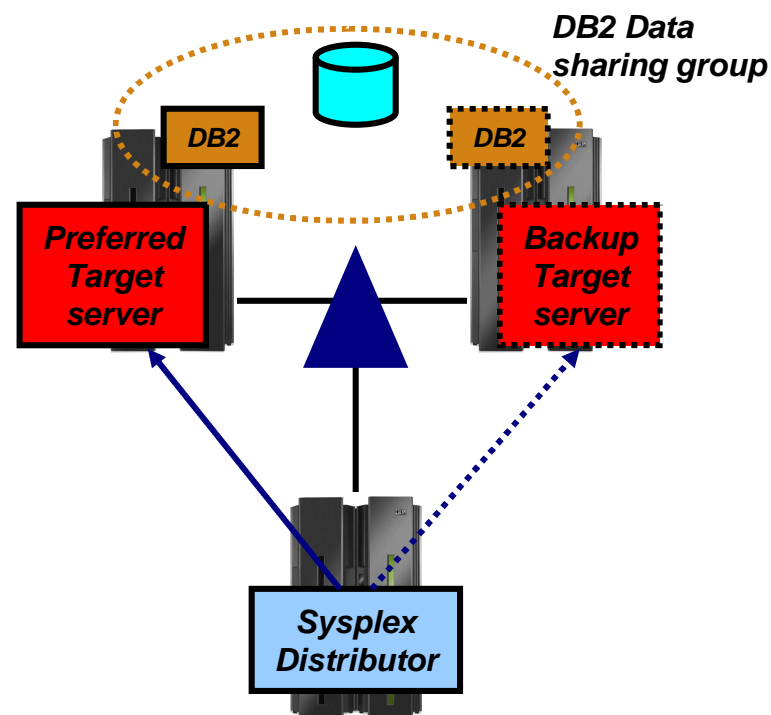 DB2 Data
sharing group
DB2
DB2
Preferred
Target
server
Backup
Target
server
Sysplex
Distributor